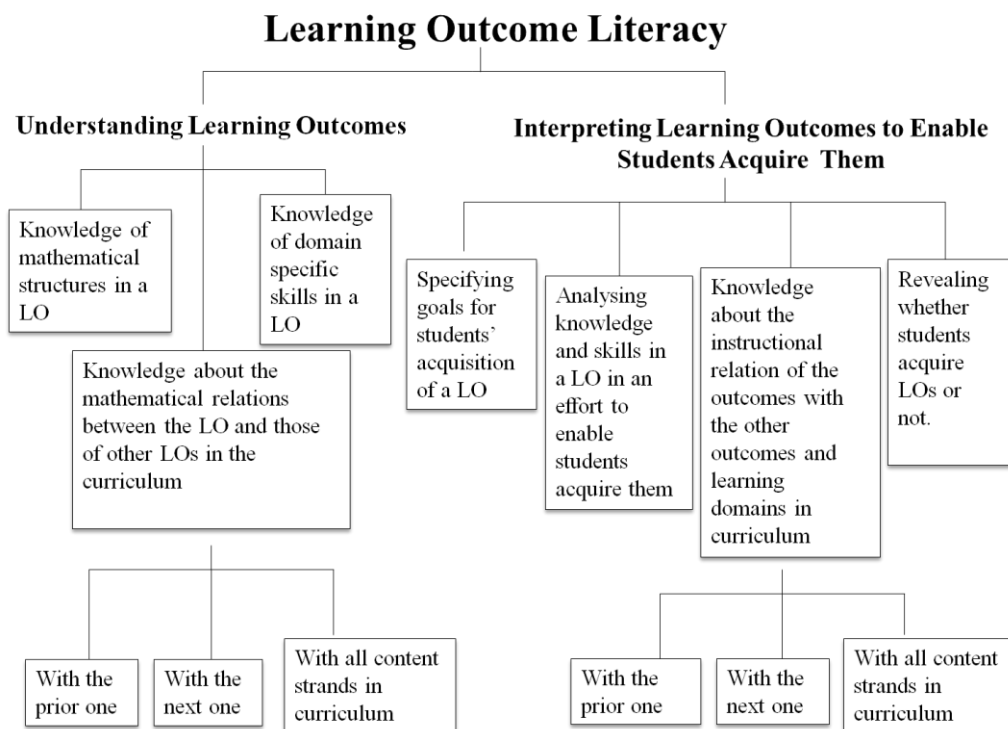 Learning Outcome Literacy
Understanding Learning Outcomes
Interpreting Learning Outcomes to Enable
Students Acquire Them
Knowledge of
mathematical
structures in a
LO
Knowledge
of domain
specific
skills in a
LO
Knowledge about the
mathematical relations
between the LO and those
of other LOs in the
curriculum
Specifying
goals for
students’
acquisition
of a LO
Analysing
knowledge
and skills in
a LO in an
effort to
enable
students
acquire them
Knowledge
about the
instructional
relation of the
outcomes with
the other
outcomes and
learning
domains in
curriculum
Revealing
whether
students
acquire
LOs or
not.
With the
prior one
With the
next one
With all content
strands in
curriculum
With the
prior one
With the
next one
With all content
strands in
curriculum